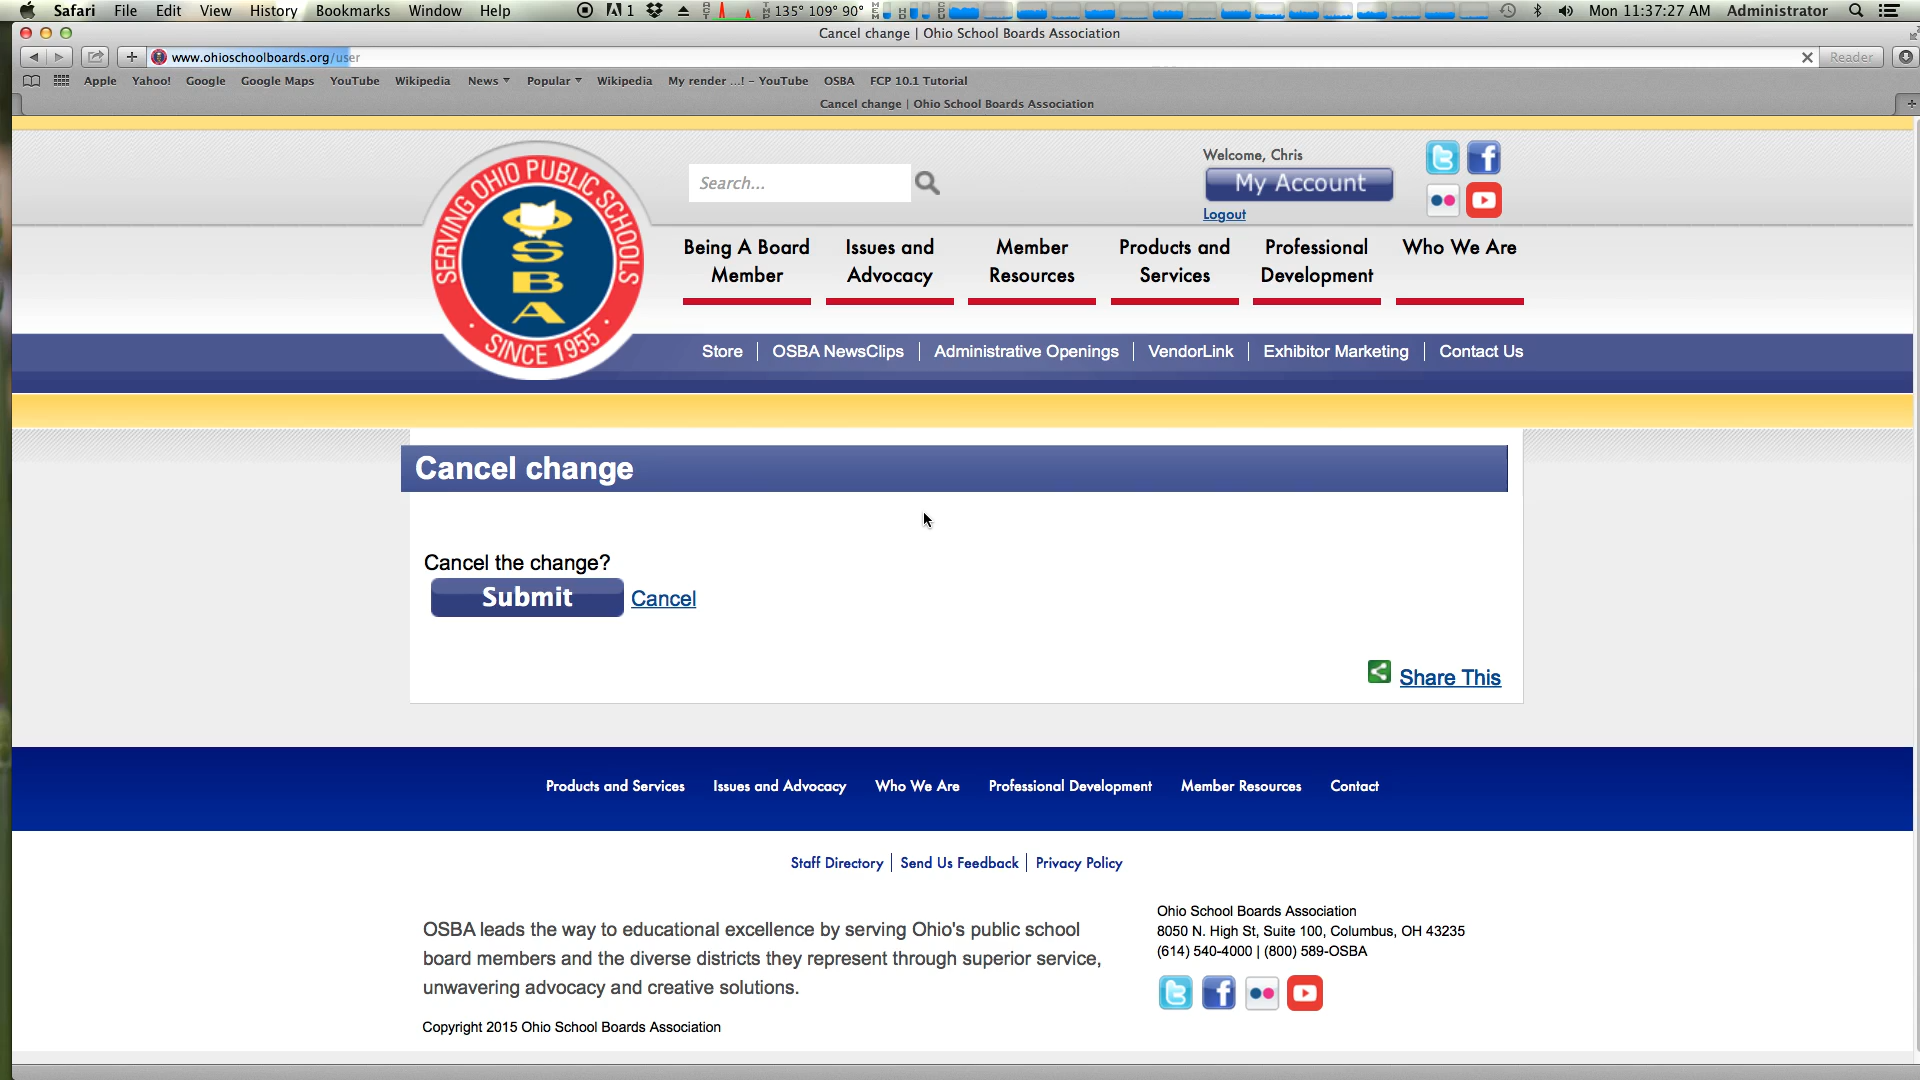 Safari File Edit View History Bookmarks Window Help 1 135° 109° 90° Mon 11:37:27 AM Administrator
Cancel change | Ohio School Boards Association
www.ohioschoolboards.org/user Reader
Apple Yahoo! Google Google Maps YouTube Wikipedia News Popular Wikipedia My render ...! – YouTube OSBA FCP 10.1 Tutorial
Cancel change | Ohio School Boards Association
SERVING OHIO PUBLIC SCHOOLS
OSBA
SINCE 1955
Search...
Welcome, Chris
My Account
Logout
Being A Board Member
Issues and Advocacy
Member Resources
Products and Services
Professional Development
Who We Are
Store OSBA NewsClips Administrative Openings VendorLink Exhibitor Marketing Contact Us
Cancel change
Cancel the change?
Submit Cancel
Share This
Products and Services Issues and Advocacy Who We Are Professional Development Member Resources Contact
Staff Directory Send Us Feedback Privacy Policy
OSBA leads the way to educational excellence by serving Ohio's public school
board members and the diverse districts they represent through superior service,
unwavering advocacy and creative solutions.
Copyright 2015 Ohio School Boards Association
Ohio School Boards Association
8050 N. High St, Suite 100, Columbus, OH 43235
(614) 540-4000 | (800) 589-OSBA